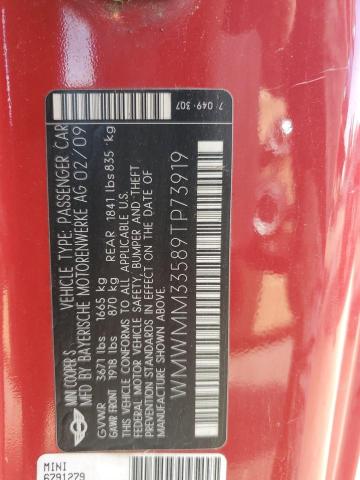 MINI COOPER S VEHICLE TYPE: PASSENGER CAR
MFD BY BAYERISCHE MOTORENWERKE AG 02/09
GVWR 3671 lbs 1665 kg
GAWR FRONT 1918 lbs 870 kg REAR 1841 lbs 835 kg
THIS VEHICLE CONFORMS TO ALL APPLICABLE
FEDERAL MOTOR VEHICLE SAFETY, BUMPER AND THEFT
PREVENTION STANDARDS IN EFFECT ON THE DATE OF
MANUFACTURE SHOWN ABOVE.
WMWMM33589TP73919
7 049 307
MINI
6791279